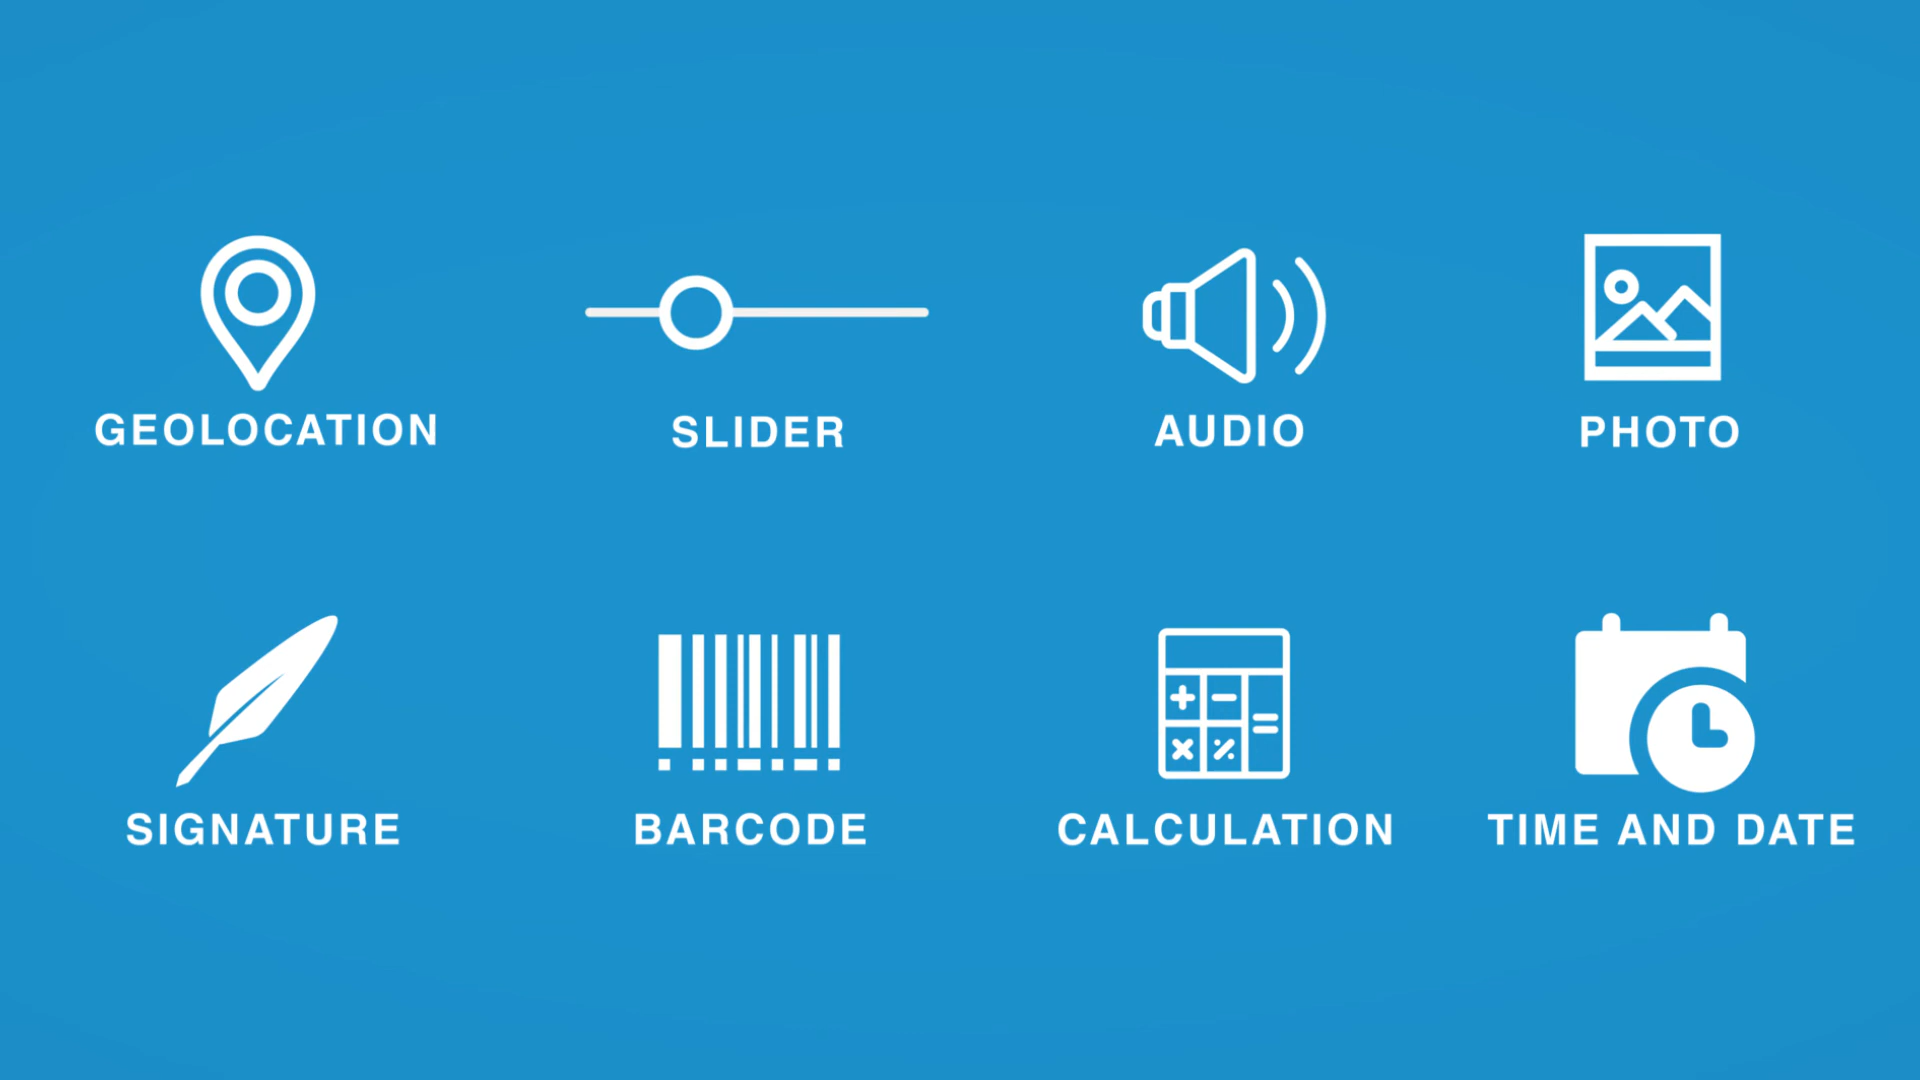 GEOLOCATION
SLIDER
AUDIO
PHOTO
SIGNATURE
BARCODE
CALCULATION
TIME AND DATE